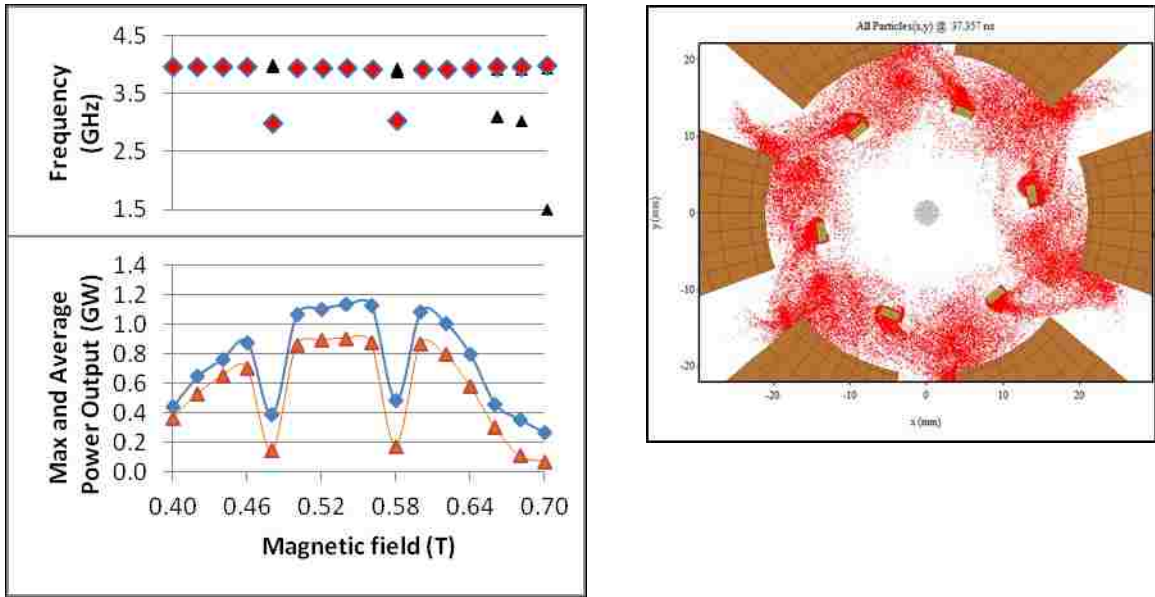 4.5
3.5
2.5
1.5
Frequency
(GHz)
1.4
1.2
1.0
0.8
0.6
0.4
0.2
0.0
Max and Average
Power Output (GW)
0.40 0.46 0.52 0.58 0.64 0.70
Magnetic field (T)
All Particles(x,y) @ 37.357 ns
20
10
0
-10
-20
y (mm)
-20 -10 0 10 20
x (mm)